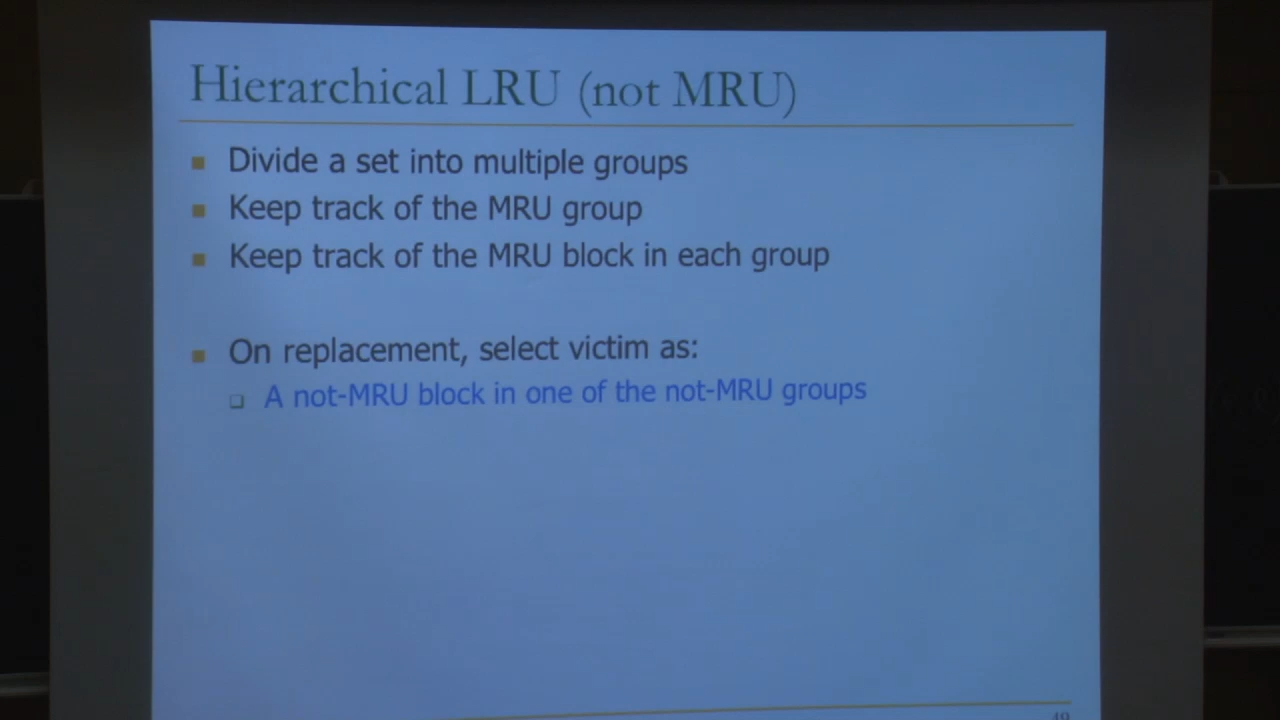 Hierarchical LRU (not MRU)
Divide a set into multiple groups
Keep track of the MRU group
Keep track of the MRU block in each group
On replacement, select victim as:
A not-MRU block in one of the not-MRU groups
49